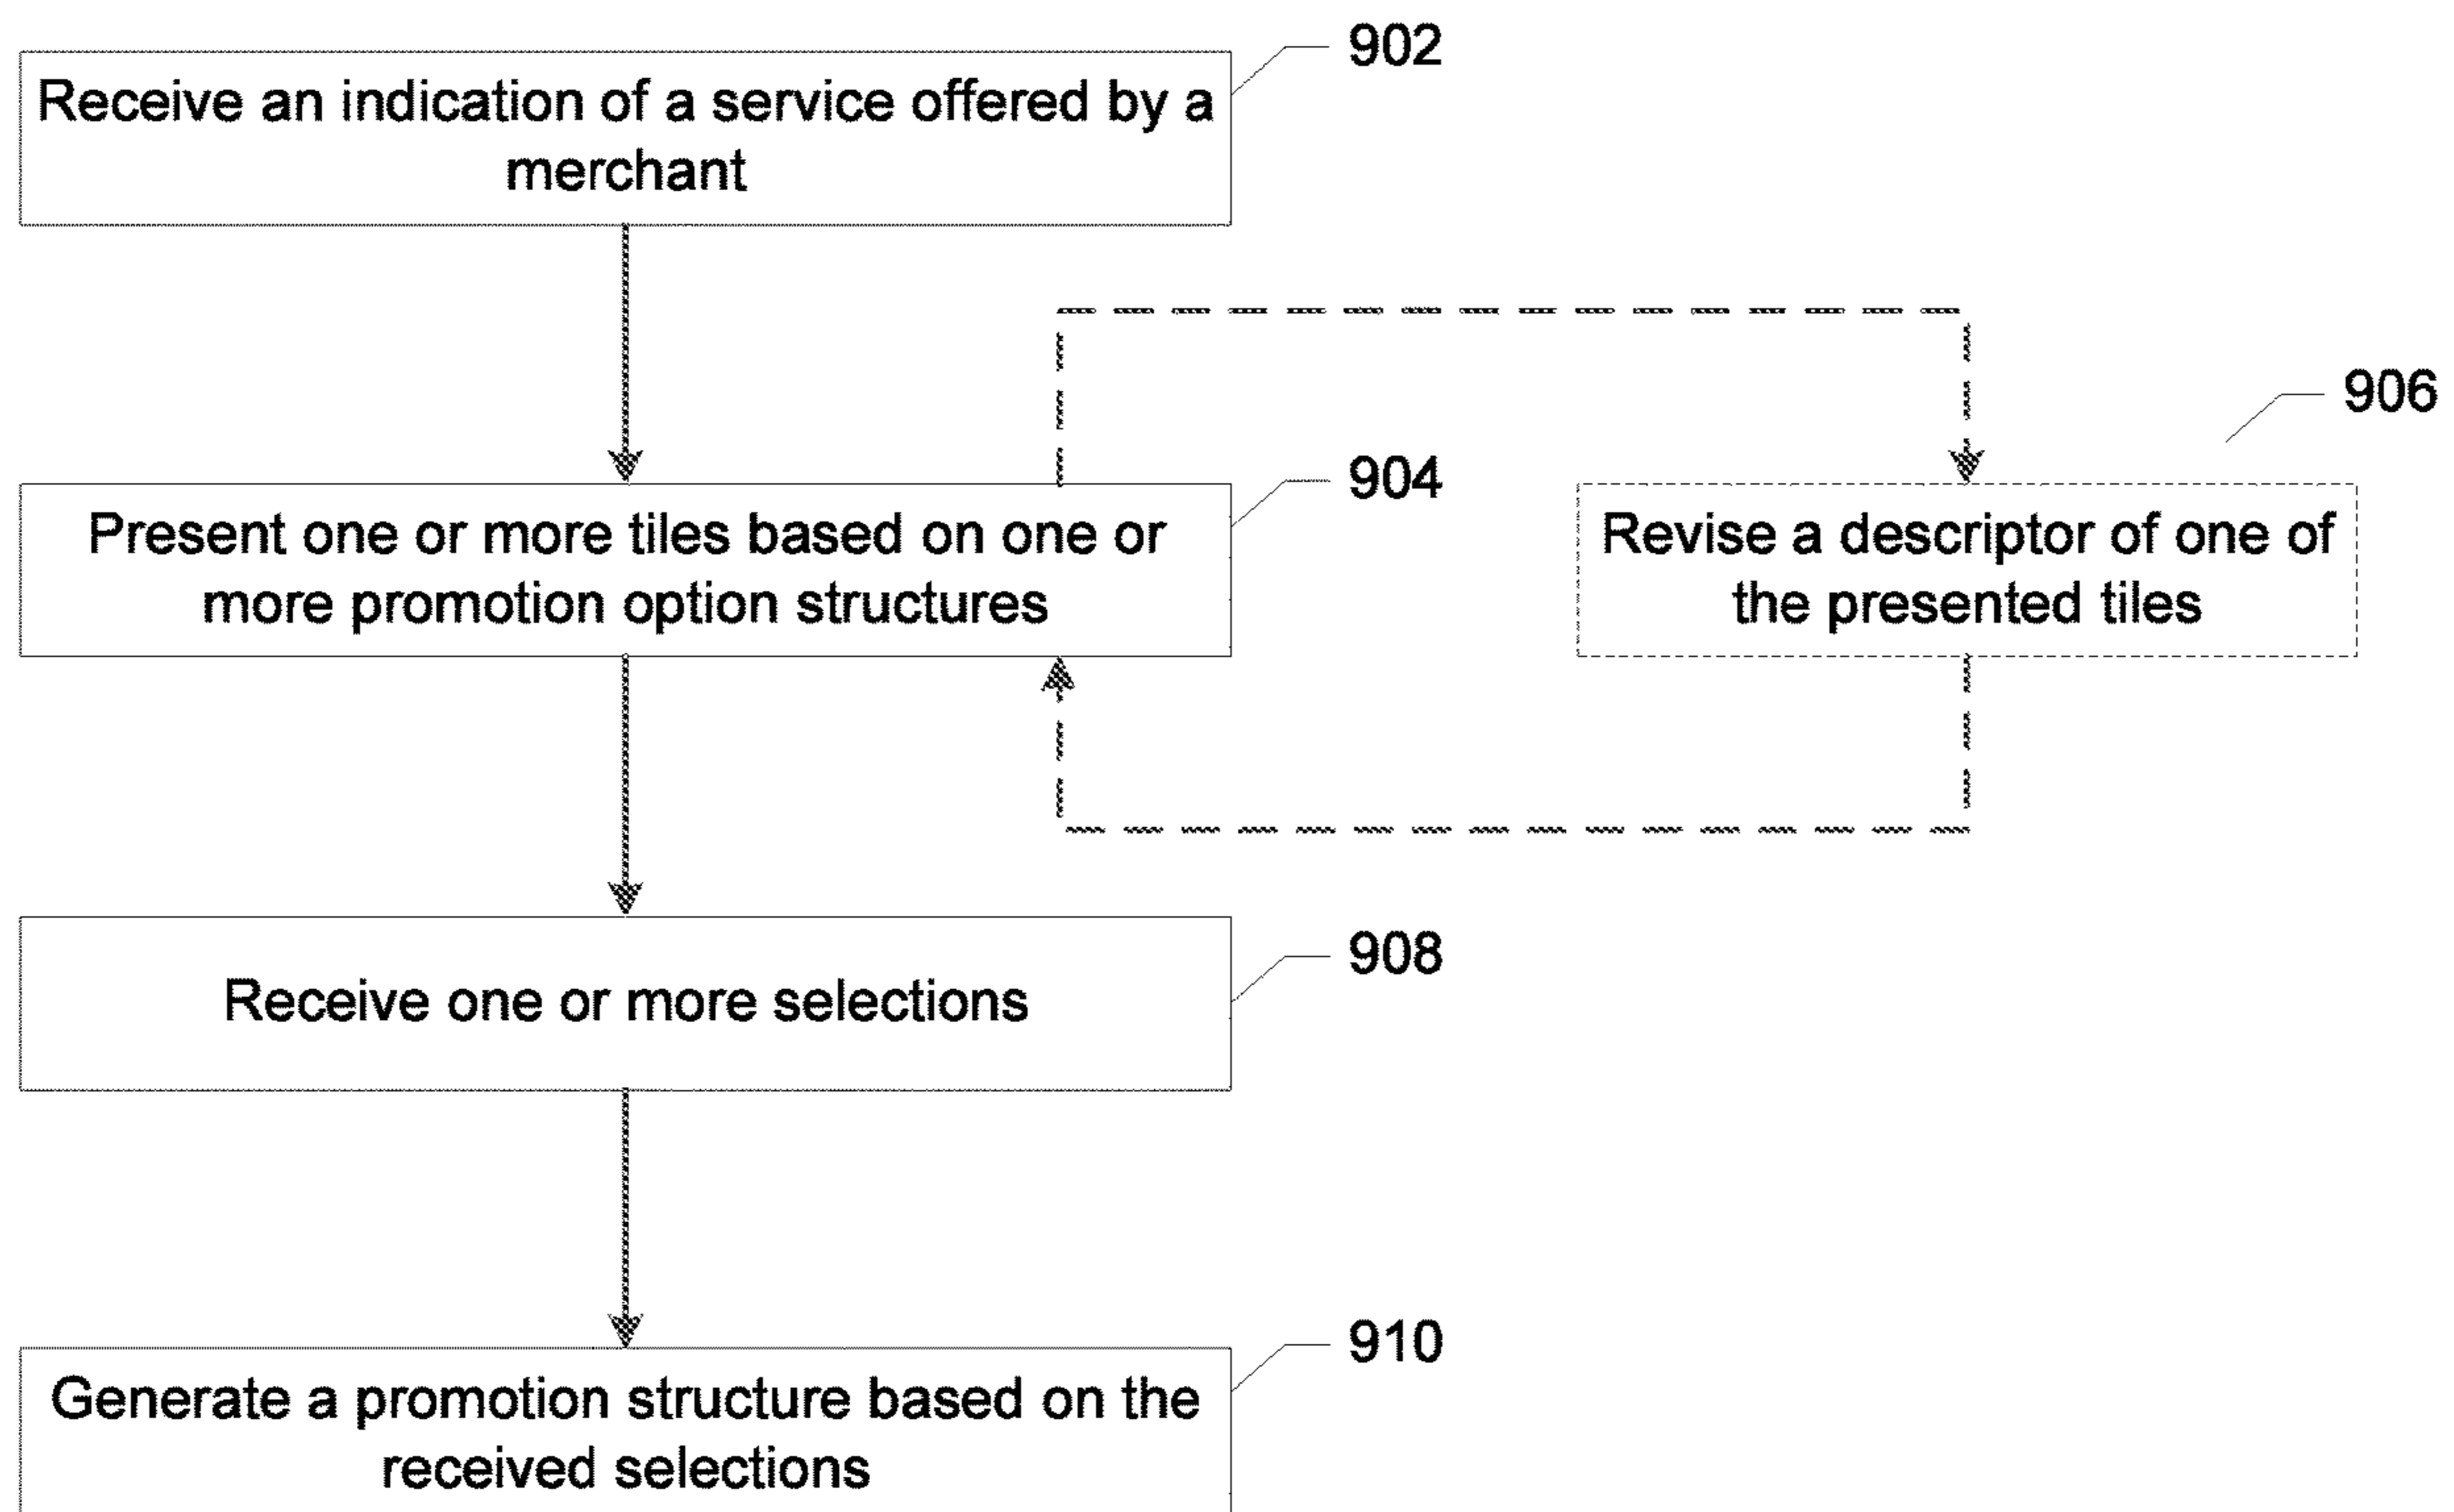 902
Receive an indication of a service offered by a
merchant
906
904
Present one or more tiles based on one or
more promotion option structures
Revise a descriptor of one of
the presented tiles
908
Receive one or more selections
910
Generate a promotion structure based on the
received selections